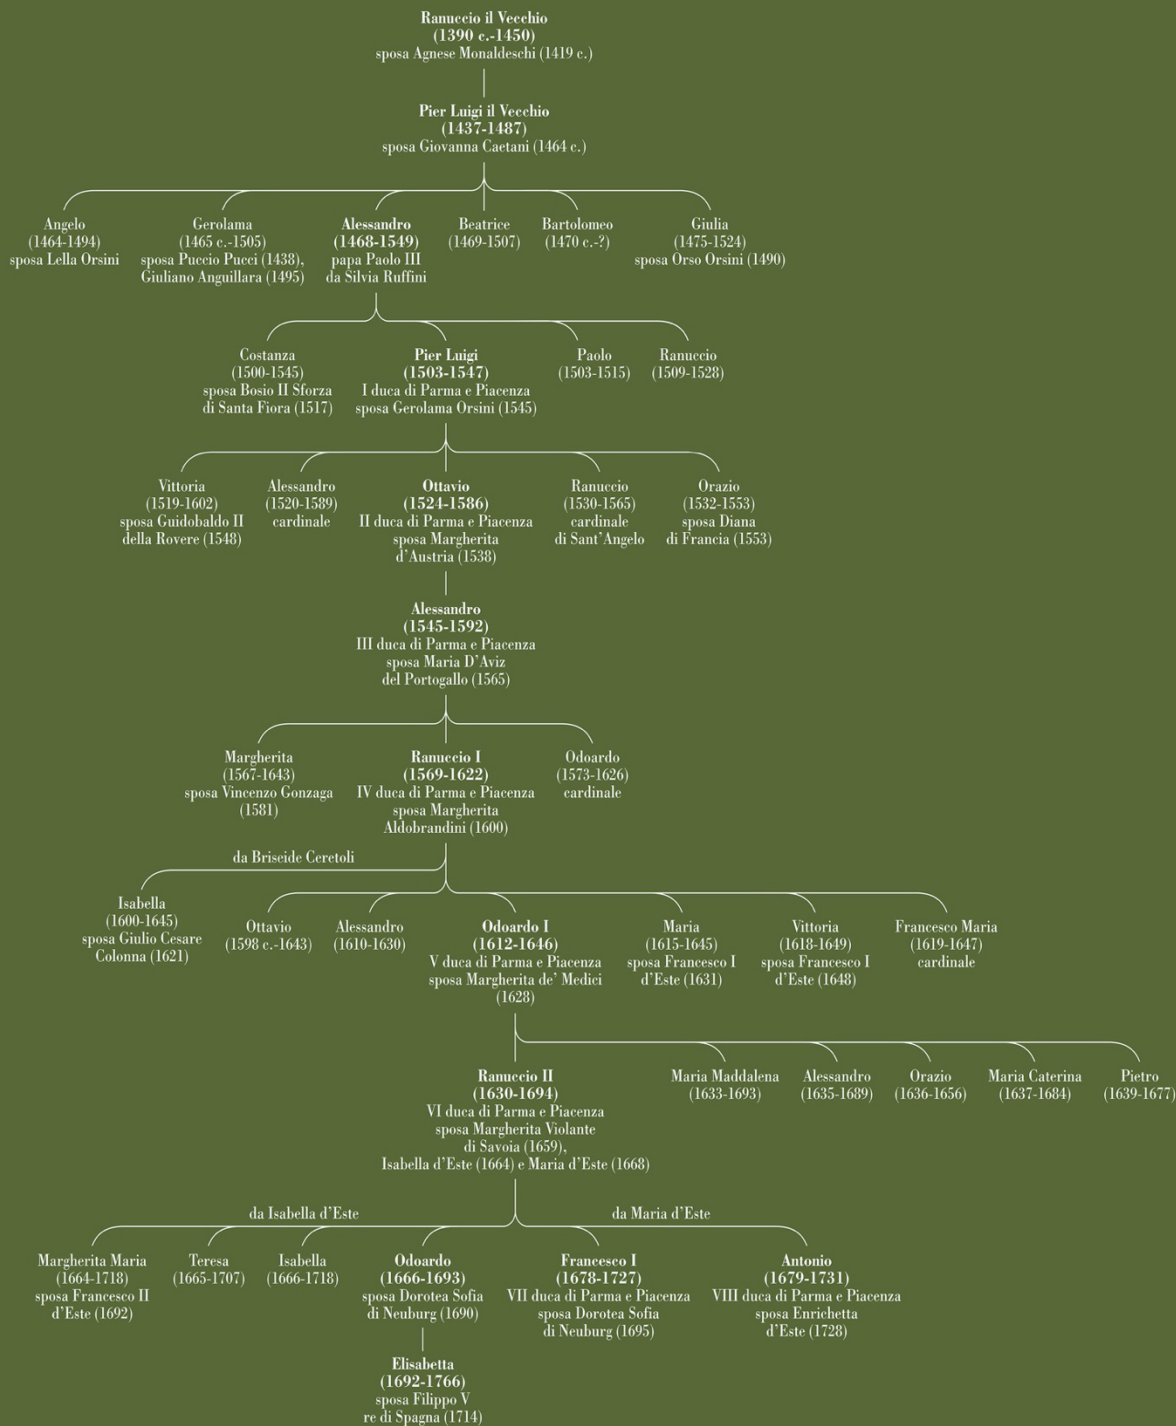 Ranuccio il Vecchio
(1390 c.-1450)
sposa Agnese Monaldeschi (1419 c.)
Pier Luigi il Vecchio
(1437-1487)
sposa Giovanna Caetani (1464 c.)
Angelo
(1464-1494)
sposa Lella Orsini
Gerolama
(1465 c.-1505)
sposa Puccio Pucci (1438),
Giuliano Anguillara (1495)
Alessandro
(1468-1549)
papa Paolo III
da Silvia Ruffini
Beatrice
(1469-1507)
Bartolomeo
(1470 c.-?)
Giulia
(1475-1524)
sposa Orso Orsini (1490)
Costanza
(1500-1545)
sposa Bosio II Sforza
di Santa Fiora (1517)
Pier Luigi
(1503-1547)
I duca di Parma e Piacenza
sposa Gerolama Orsini (1545)
Paolo
(1503-1515)
Ranuccio
(1509-1528)
Vittoria
(1519-1602)
sposa Guidobaldo II
della Rovere (1548)
Alessandro
(1520-1589)
cardinale
Ottavio
(1524-1586)
II duca di Parma e Piacenza
sposa Margherita
d'Austria (1538)
Ranuccio
(1530-1565)
cardinale
di Sant'Angelo
Orazio
(1532-1553)
sposa Diana
di Francia (1553)
Alessandro
(1545-1592)
III duca di Parma e Piacenza
sposa Maria D'Aviz
del Portogallo (1565)
Margherita
(1567-1643)
sposa Vincenzo Gonzaga
(1581)
Ranuccio I
(1569-1622)
IV duca di Parma e Piacenza
sposa Margherita
Aldobrandini (1600)
Odoardo
(1573-1626)
cardinale
da Briseide Ceretoli
Isabella
(1600-1645)
sposa Giulio Cesare
Colonna (1621)
Ottavio
(1598 c.-1643)
Alessandro
(1610-1630)
Odoardo I
(1612-1646)
V duca di Parma e Piacenza
sposa Margherita de' Medici
(1628)
Maria
(1615-1645)
sposa Francesco I
d'Este (1631)
Vittoria
(1618-1649)
sposa Francesco I
d'Este (1648)
Francesco Maria
(1619-1647)
cardinale
Ranuccio II
(1630-1694)
VI duca di Parma e Piacenza
sposa Margherita Violante
di Savoia (1659),
Isabella d'Este (1664) e Maria d'Este (1668)
Maria Maddalena
(1633-1693)
Alessandro
(1635-1689)
Orazio
(1636-1656)
Maria Caterina
(1637-1684)
Pietro
(1639-1677)
da Isabella d'Este
da Maria d'Este
Margherita Maria
(1664-1718)
sposa Francesco II
d'Este (1692)
Teresa
(1665-1707)
Isabella
(1666-1718)
Odoardo
(1666-1693)
sposa Dorotea Sofia
di Neuburg (1690)
Francesco I
(1678-1727)
VII duca di Parma e Piacenza
sposa Dorotea Sofia
di Neuburg (1695)
Antonio
(1679-1731)
VIII duca di Parma e Piacenza
sposa Enrichetta
d'Este (1728)
Elisabetta
(1692-1766)
sposa Filippo V
re di Spagna (1714)